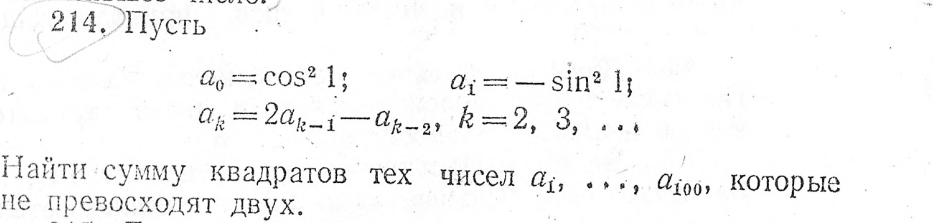 214. Пусть
a₀ = cos² 1;    a₁ = — sin² 1;
aₖ = 2aₖ₋₁ — aₖ₋₂, k = 2, 3, ...
Найти сумму квадратов тех чисел a₁, ..., a₁₀₀, которые
не превосходят двух.